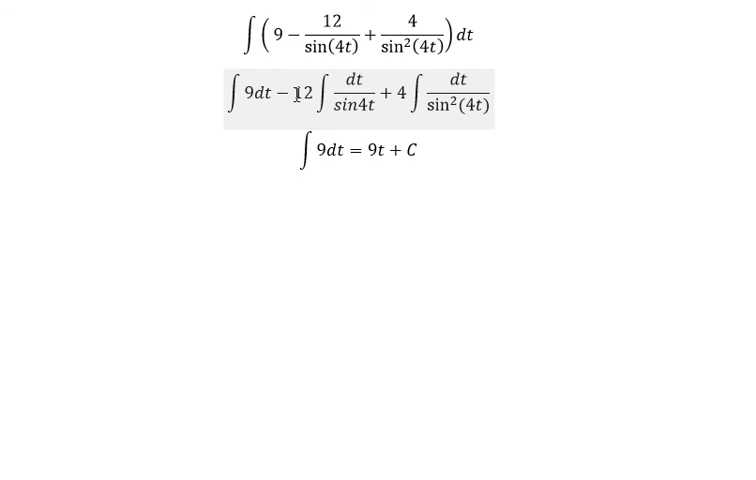 ∫(9 − 12/sin(4t) + 4/sin²(4t)) dt
∫ 9dt − 12 ∫ dt/sin4t + 4 ∫ dt/sin²(4t)
∫ 9dt = 9t + C